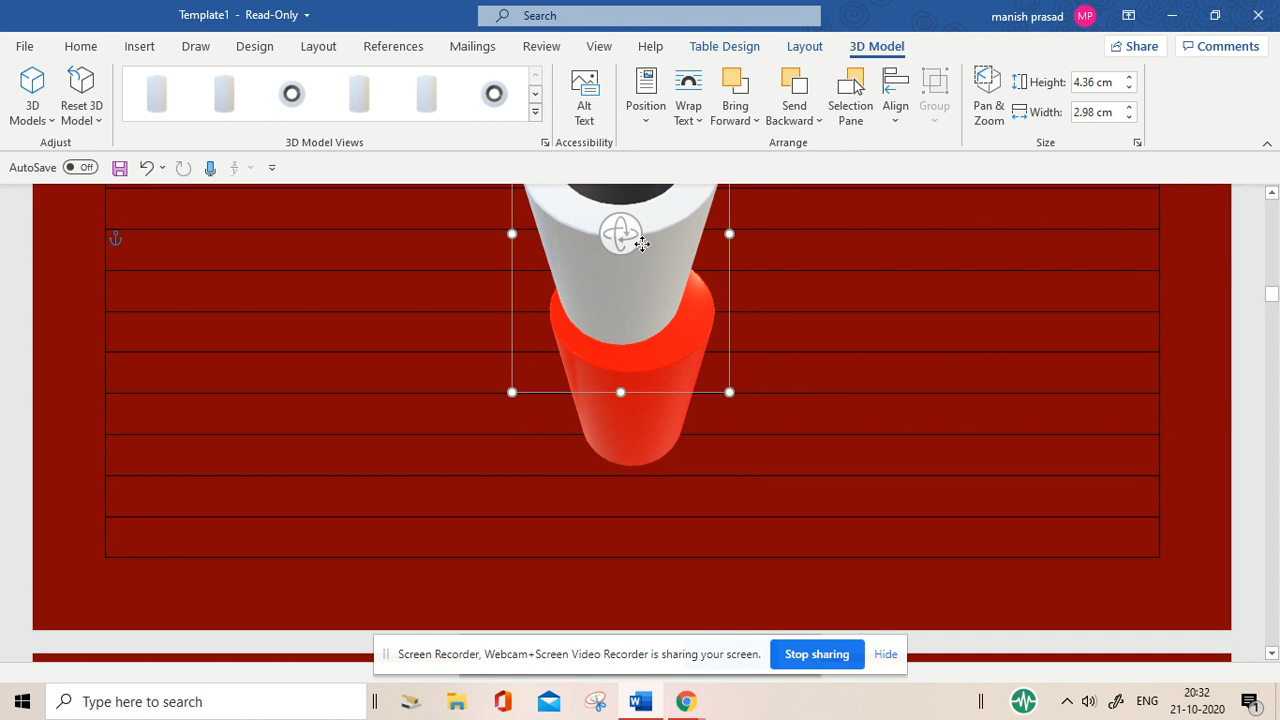 Template1 - Read-Only
Search
manish prasad
MP
File Home Insert Draw Design Layout References Mailings Review View Help Table Design Layout 3D Model
Share
Comments
3D Models
Reset 3D Model
3D Model Views
Adjust
Alt Text
Accessibility
Position
Wrap Text
Bring Forward
Send Backward
Selection Pane
Align
Group
Arrange
Pan & Zoom
Height: 4.36 cm
Width: 2.98 cm
Size
AutoSave Off
Screen Recorder, Webcam+Screen Video Recorder is sharing your screen.
Stop sharing
Hide
Type here to search
ENG
20:32
21-10-2020
1